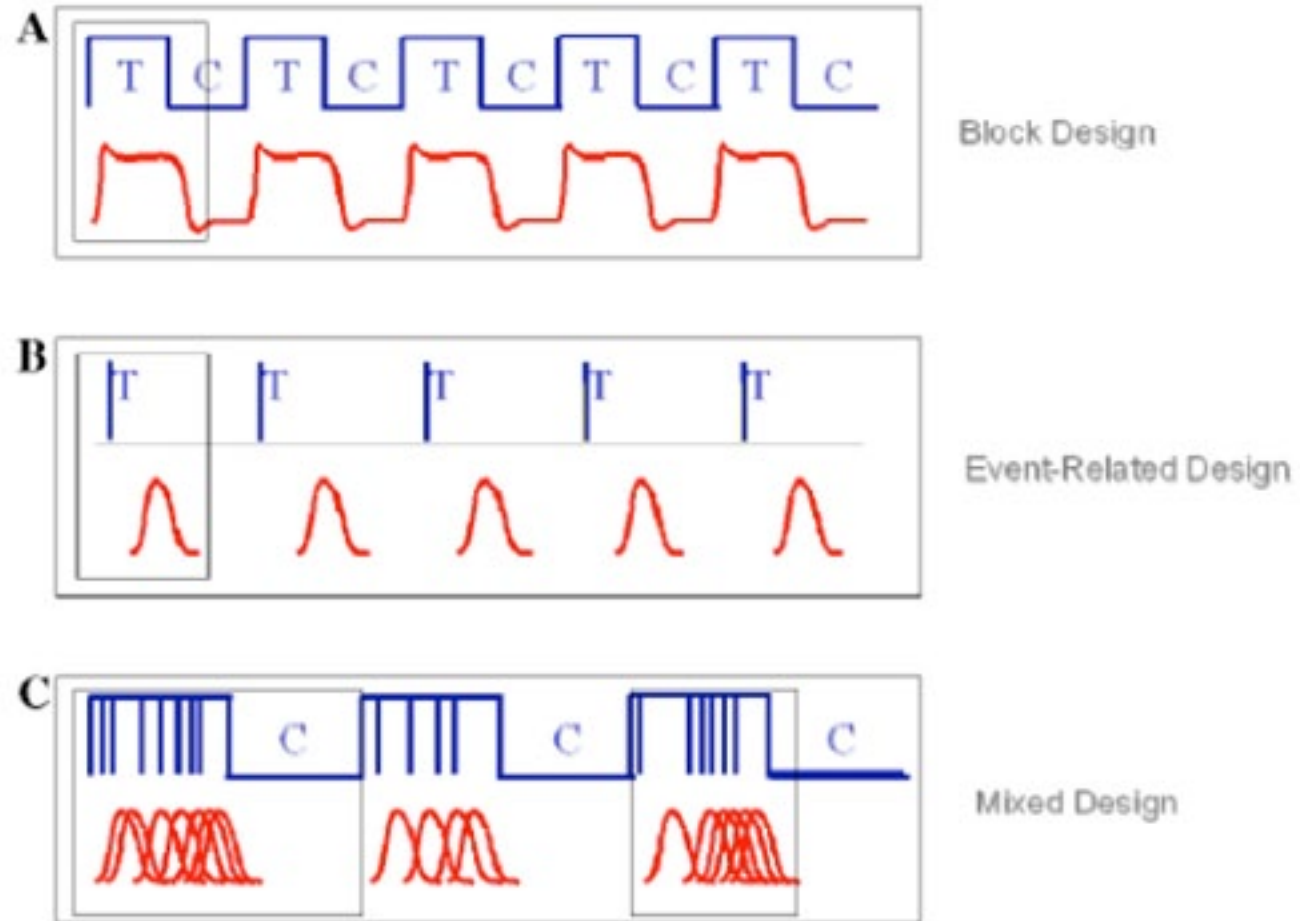 A
T C T C T C T C T C
Block Design
B
T T T T T
Event-Related Design
C
C C C
Mixed Design